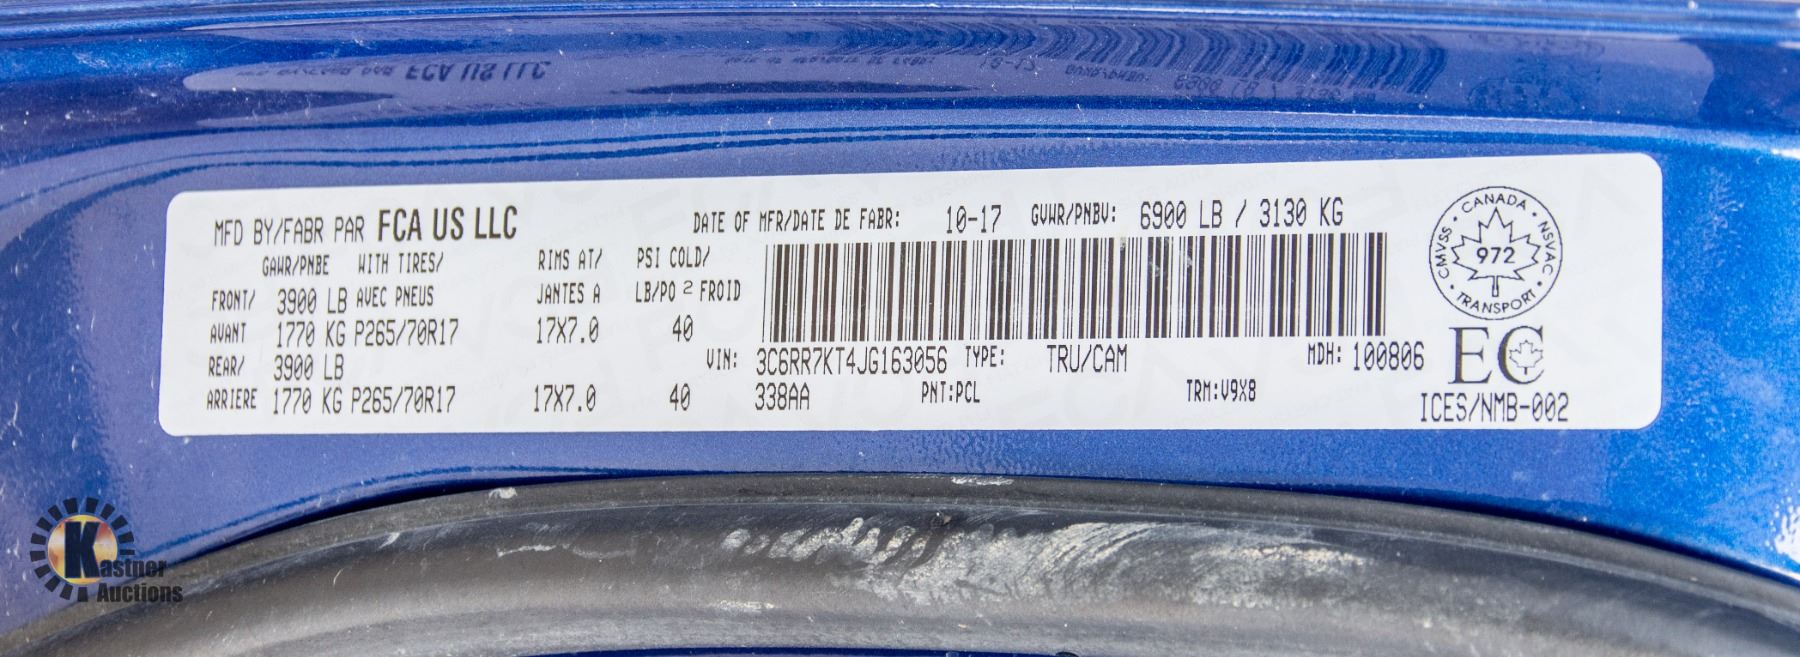 MFD BY/FABR PAR FCA US LLC DATE OF MFR/DATE DE FABR: 10-17 GVWR/PNBV: 6900 LB / 3130 KG
GAWR/PNBE WITH TIRES/ RIMS AT/ PSI COLD/
FRONT/ 3900 LB AVEC PNEUS JANTES A LB/PO 2 FROID
AVANT 1770 KG P265/70R17 17X7.0 40
REAR/ 3900 LB VIN: 3C6RR7KT4JG163056 TYPE: TRU/CAM MDH: 100806
ARRIERE 1770 KG P265/70R17 17X7.0 40 338AA PNT:PCL TRM:V9X8
CANADA
CMVSS 972 NSVAC
TRANSPORT
EC
ICES/NMB-002
Kastner
Auctions